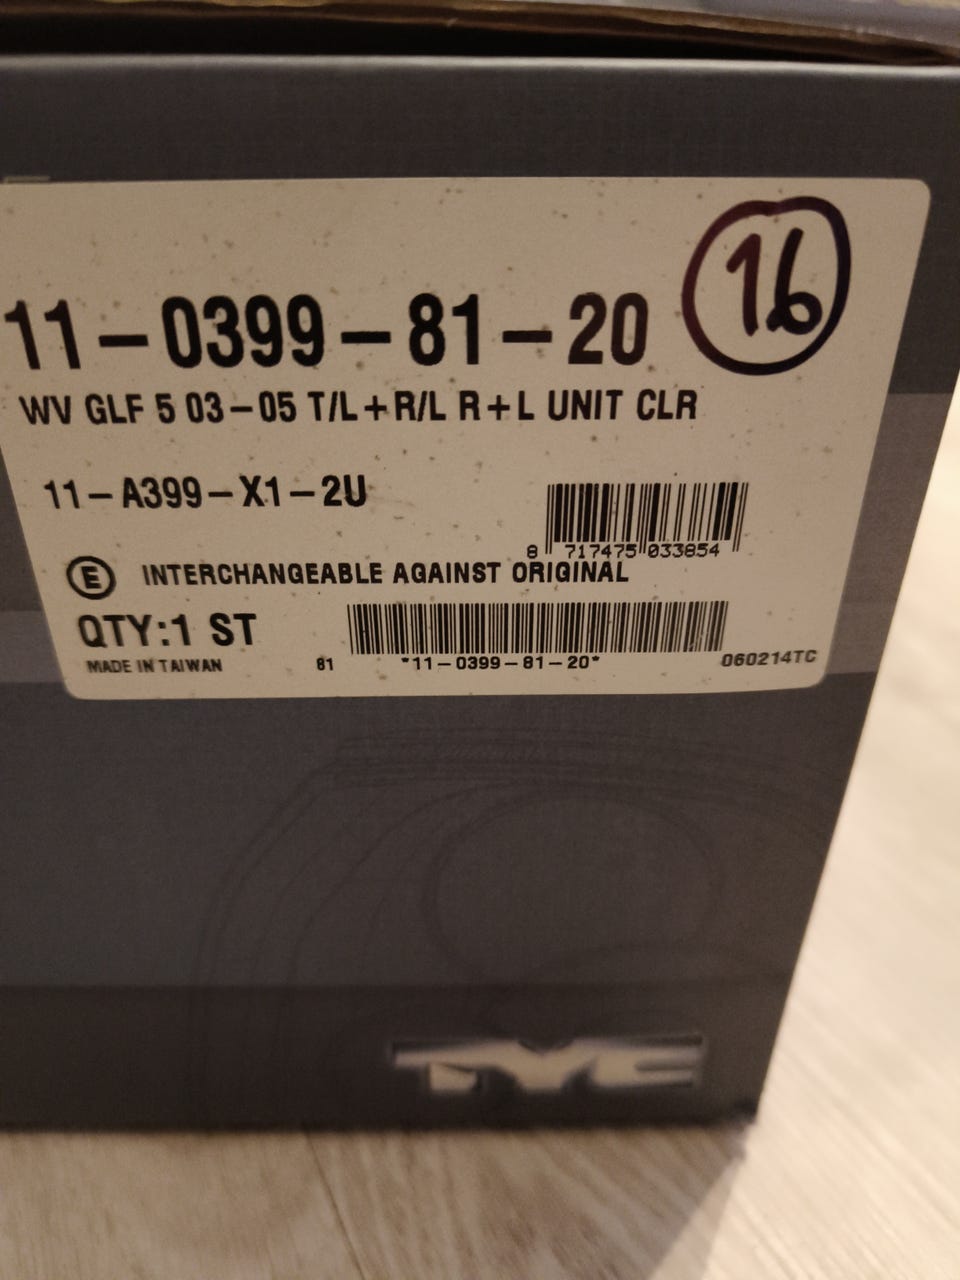 11-0399-81-20
16
WV GLF 5 03-05 T/L+R/L R+L UNIT CLR
11-A399-X1-2U
8 717475 033854
E INTERCHANGEABLE AGAINST ORIGINAL
QTY:1 ST
MADE IN TAIWAN 81 *11-0399-81-20* 060214TC
TYC